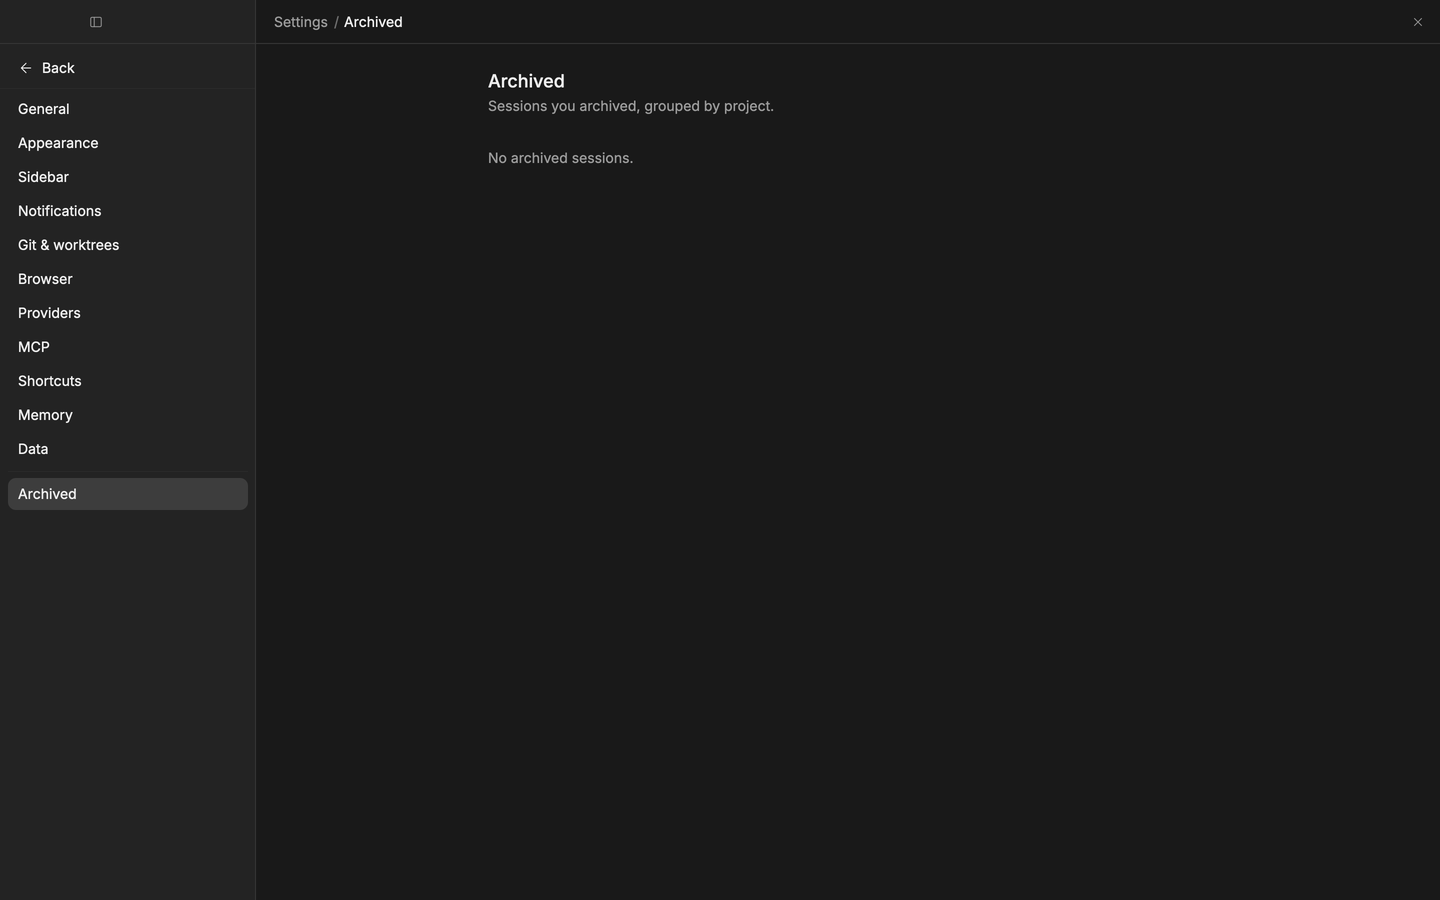 Settings / Archived
Back
General
Appearance
Sidebar
Notifications
Git & worktrees
Browser
Providers
MCP
Shortcuts
Memory
Data
Archived
Archived
Sessions you archived, grouped by project.
No archived sessions.